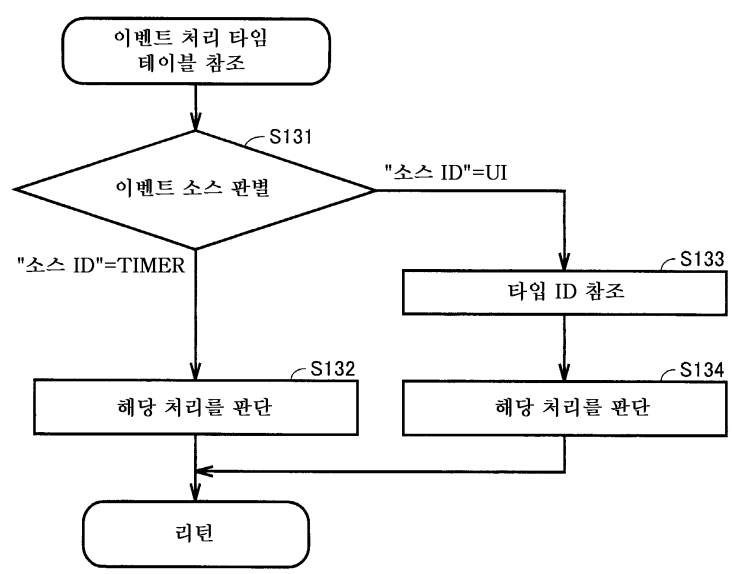 이벤트 처리 타임
테이블 참조
S131
이벤트 소스 판별
"소스 ID"=UI
"소스 ID"=TIMER
S133
타입 ID 참조
S132
해당 처리를 판단
S134
해당 처리를 판단
리턴